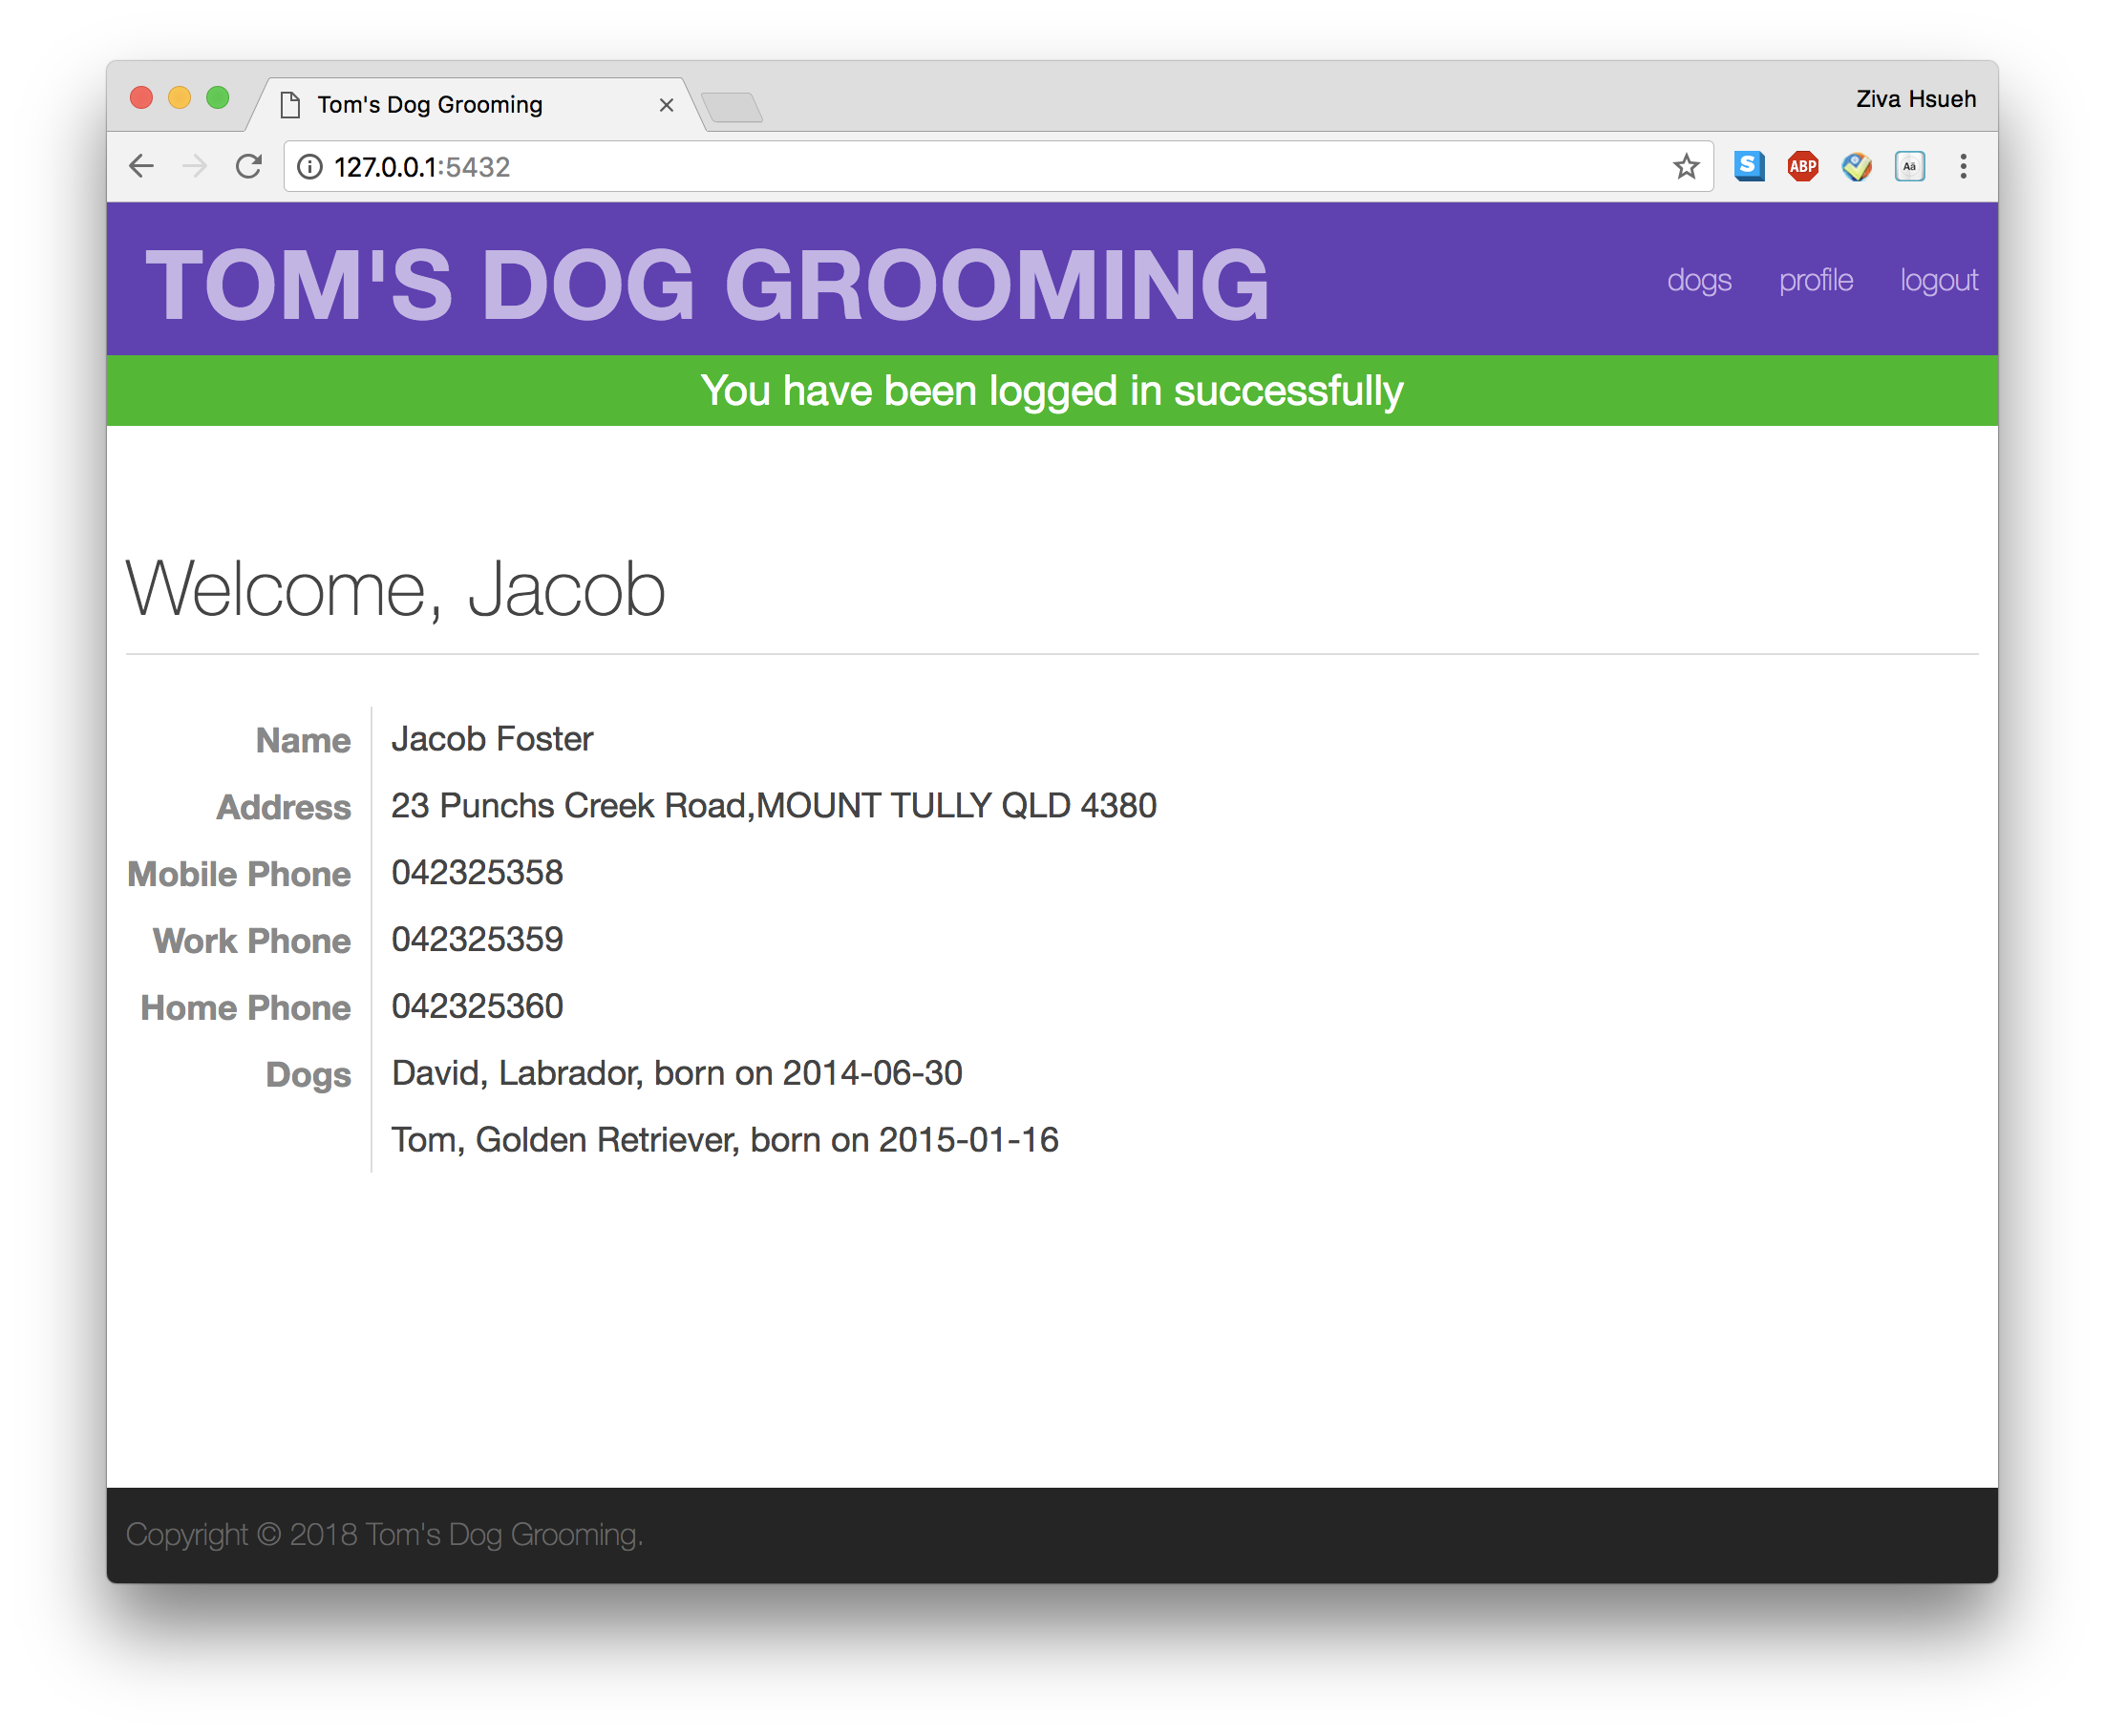 Tom's Dog Grooming
Ziva Hsueh
127.0.0.1:5432
S
ABP
Aä
TOM'S DOG GROOMING
dogs profile logout
You have been logged in successfully
Welcome, Jacob
Name Jacob Foster
Address 23 Punchs Creek Road,MOUNT TULLY QLD 4380
Mobile Phone 042325358
Work Phone 042325359
Home Phone 042325360
Dogs David, Labrador, born on 2014-06-30
Tom, Golden Retriever, born on 2015-01-16
Copyright © 2018 Tom's Dog Grooming.